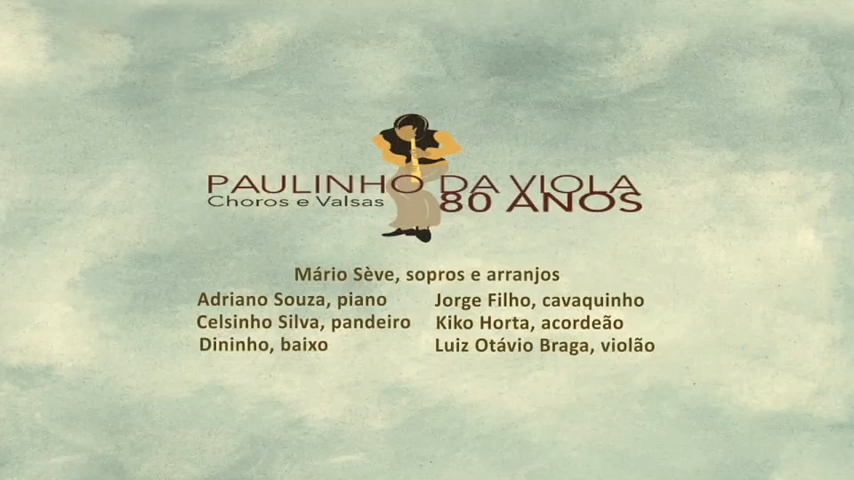 PAULINHO DA VIOLA
Choros e Valsas 80 ANOS
Mário Sève, sopros e arranjos
Adriano Souza, piano Jorge Filho, cavaquinho
Celsinho Silva, pandeiro Kiko Horta, acordeão
Dininho, baixo Luiz Otávio Braga, violão